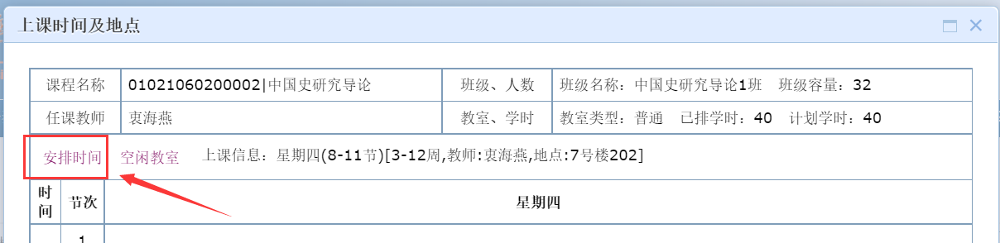 上课时间及地点
课程名称 01021060200002|中国史研究导论 班级、人数 班级名称：中国史研究导论1班 班级容量：32
任课教师 衷海燕 教室、学时 教室类型：普通 已排学时：40 计划学时：40
安排时间 空闲教室 上课信息：星期四(8-11节)[3-12周,教师:衷海燕,地点:7号楼202]
时间 节次 星期四
1